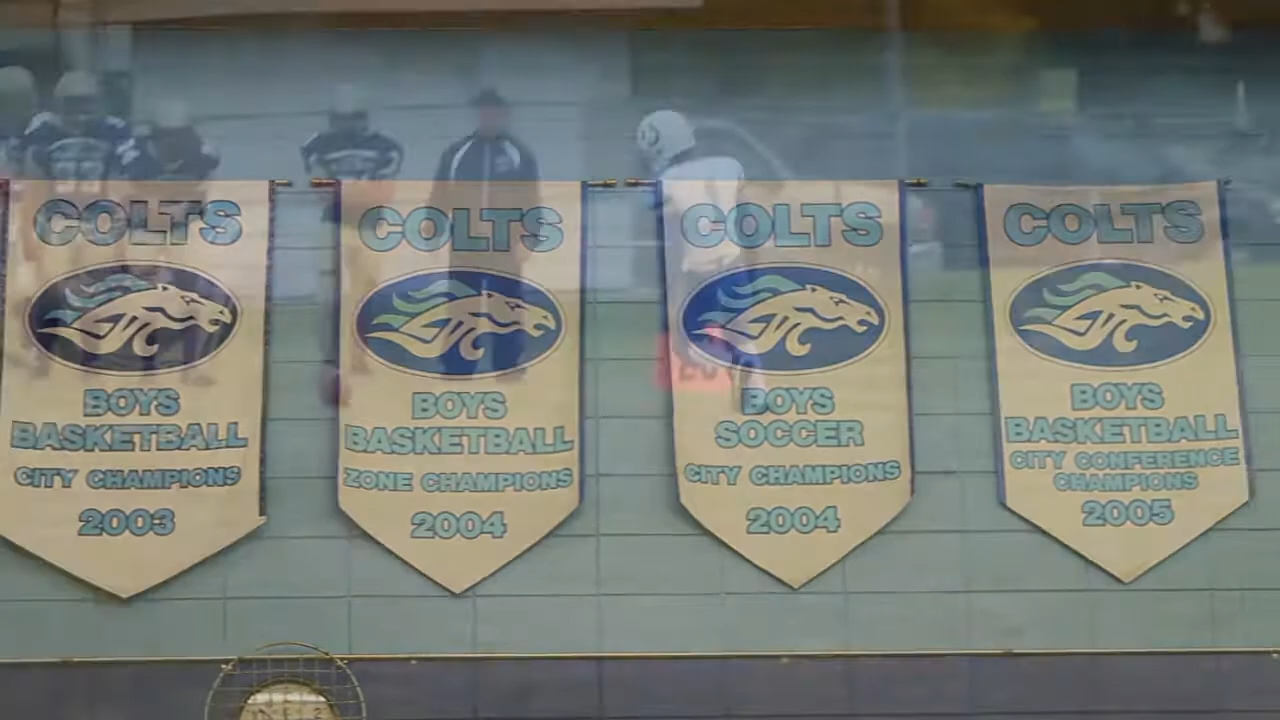 COLTS
BOYS
BASKETBALL
CITY CHAMPIONS
2003
COLTS
BOYS
BASKETBALL
ZONE CHAMPIONS
2004
COLTS
BOYS
SOCCER
CITY CHAMPIONS
2004
COLTS
BOYS
BASKETBALL
CITY CONFERENCE
CHAMPIONS
2005